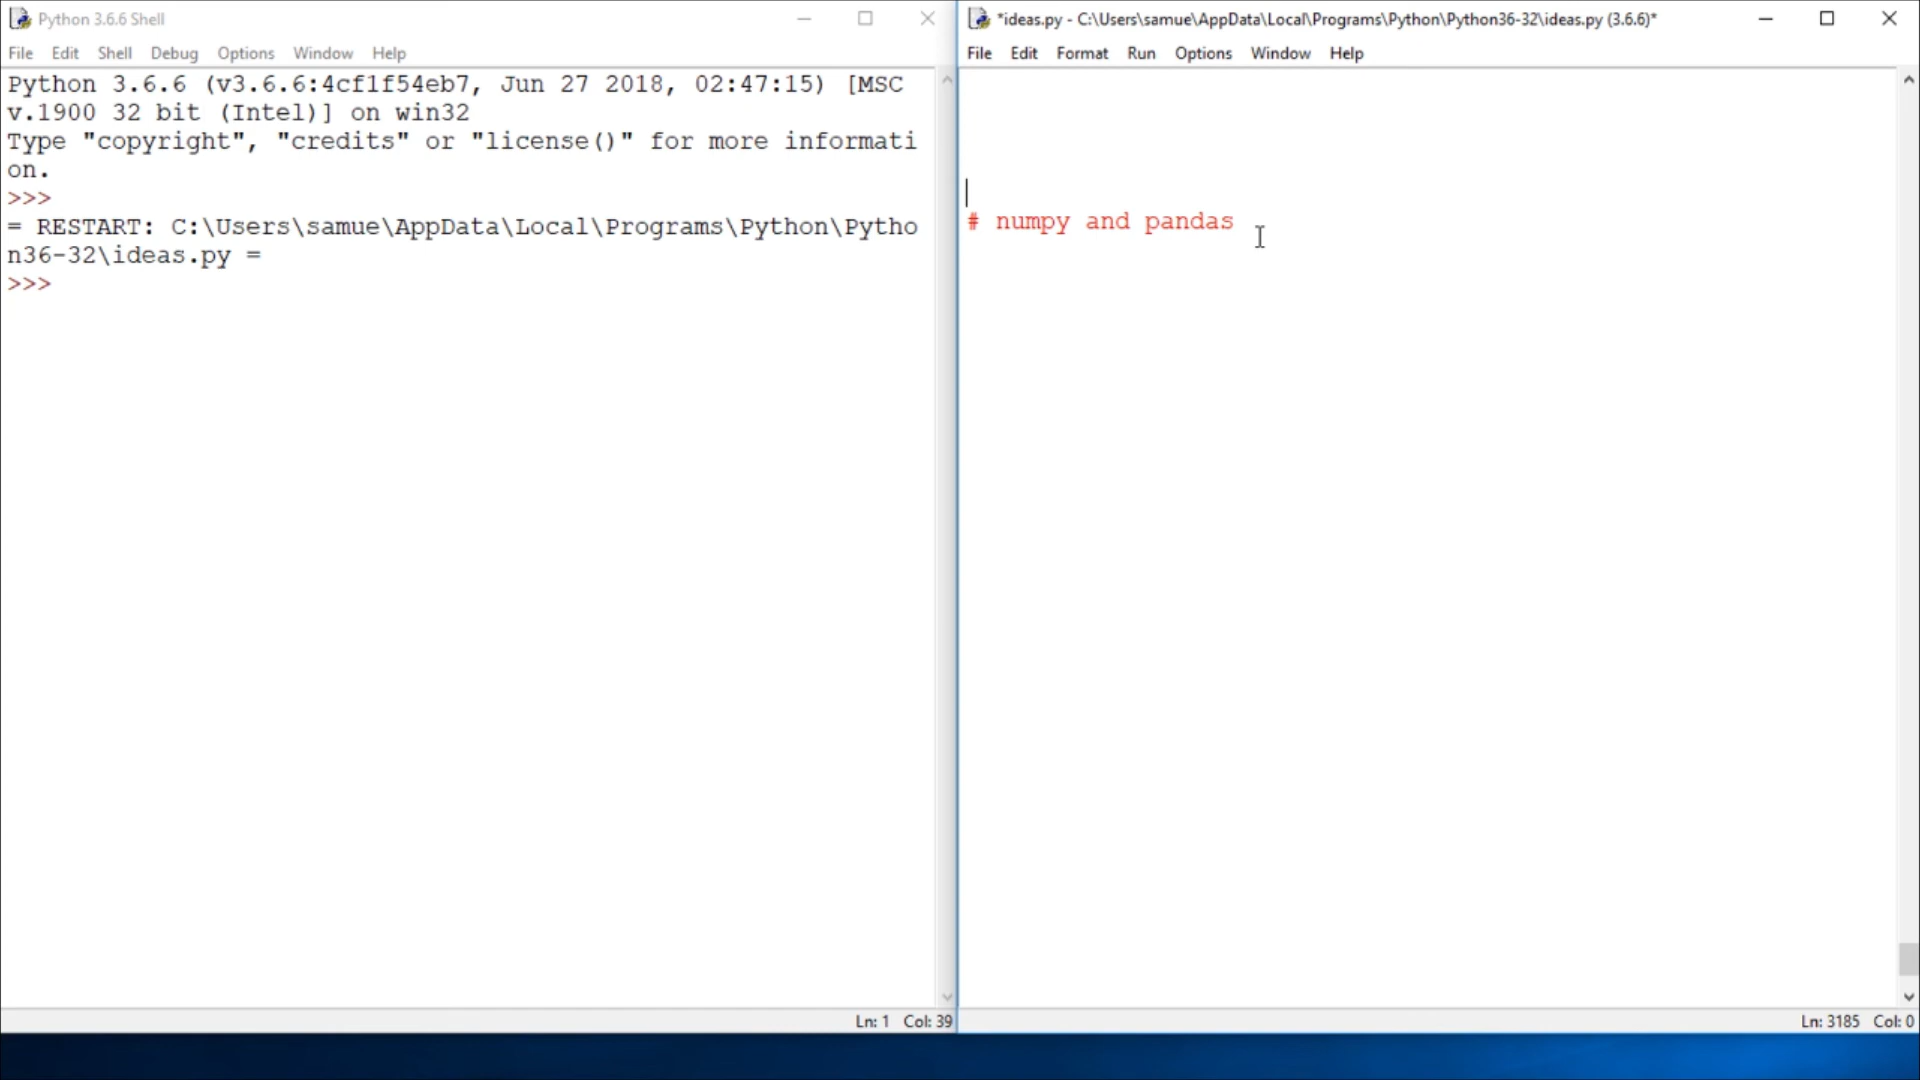 Python 3.6.6 Shell
File Edit Shell Debug Options Window Help
Python 3.6.6 (v3.6.6:4cf1f54eb7, Jun 27 2018, 02:47:15) [MSC
v.1900 32 bit (Intel)] on win32
Type "copyright", "credits" or "license()" for more informati
on.
>>>
= RESTART: C:\Users\samue\AppData\Local\Programs\Python\Pytho
n36-32\ideas.py =
>>>
Ln: 1 Col: 39
*ideas.py - C:\Users\samue\AppData\Local\Programs\Python\Python36-32\ideas.py (3.6.6)*
File Edit Format Run Options Window Help
# numpy and pandas
Ln: 3185 Col: 0